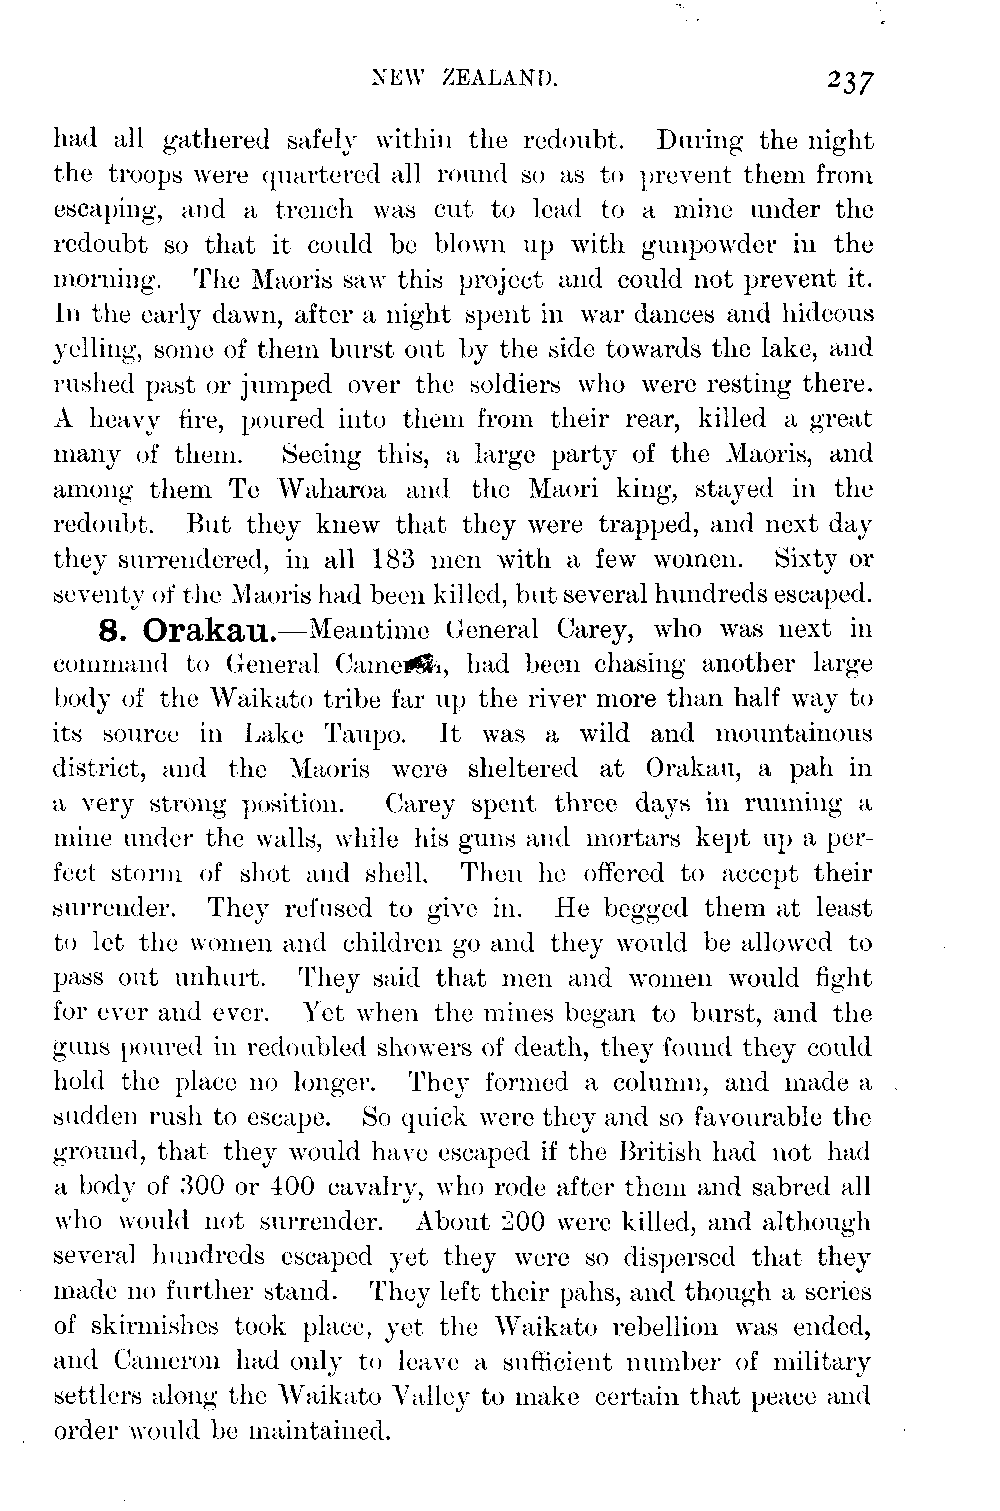 NEW ZEALAND. 237
had all gathered safely within the redoubt. During the night
the troops were quartered all round so as to prevent them from
escaping, and a trench was cut to lead to a mine under the
redoubt so that it could be blown up with gunpowder in the
morning. The Maoris saw this project and could not prevent it.
In the early dawn, after a night spent in war dances and hideous
yelling, some of them burst out by the side towards the lake, and
rushed past or jumped over the soldiers who were resting there.
A heavy fire, poured into them from their rear, killed a great
many of them. Seeing this, a large party of the Maoris, and
among them Te Waharoa and the Maori king, stayed in the
redoubt. But they knew that they were trapped, and next day
they surrendered, in all 183 men with a few women. Sixty or
seventy of the Maoris had been killed, but several hundreds escaped.
8. Orakau.—Meantime General Carey, who was next in
command to General Cameron, had been chasing another large
body of the Waikato tribe far up the river more than half way to
its source in Lake Taupo. It was a wild and mountainous
district, and the Maoris were sheltered at Orakau, a pah in
a very strong position. Carey spent three days in running a
mine under the walls, while his guns and mortars kept up a per-
fect storm of shot and shell. Then he offered to accept their
surrender. They refused to give in. He begged them at least
to let the women and children go and they would be allowed to
pass out unhurt. They said that men and women would fight
for ever and ever. Yet when the mines began to burst, and the
guns poured in redoubled showers of death, they found they could
hold the place no longer. They formed a column, and made a
sudden rush to escape. So quick were they and so favourable the
ground, that they would have escaped if the British had not had
a body of 300 or 400 cavalry, who rode after them and sabred all
who would not surrender. About 200 were killed, and although
several hundreds escaped yet they were so dispersed that they
made no further stand. They left their pahs, and though a series
of skirmishes took place, yet the Waikato rebellion was ended,
and Cameron had only to leave a sufficient number of military
settlers along the Waikato Valley to make certain that peace and
order would be maintained.